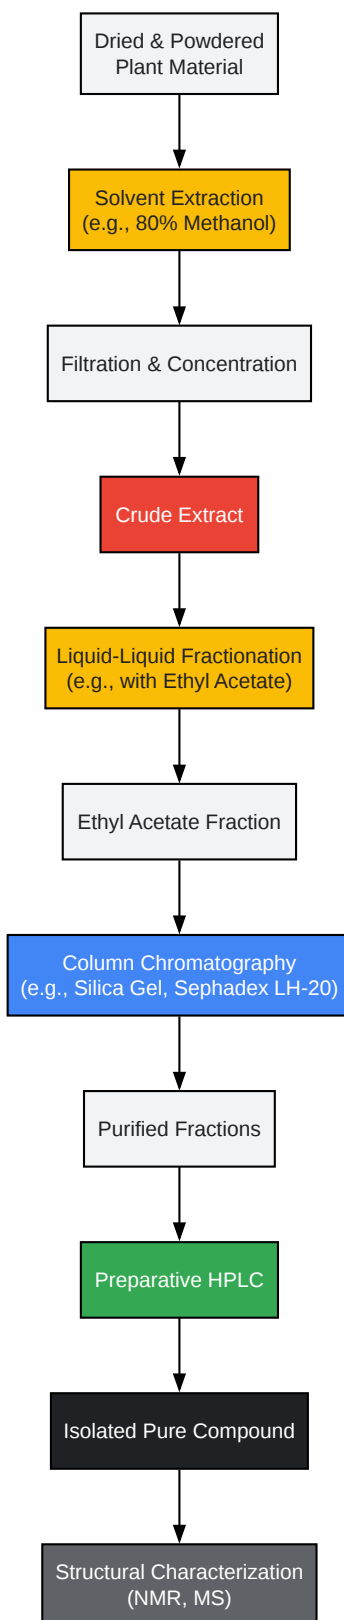 Dried & Powdered
Plant Material
Solvent Extraction
(e.g., 80% Methanol)
Filtration & Concentration
Crude Extract
Liquid-Liquid Fractionation
(e.g., with Ethyl Acetate)
Ethyl Acetate Fraction
Column Chromatography
(e.g., Silica Gel, Sephadex LH-20)
Purified Fractions
Preparative HPLC
Isolated Pure Compound
Structural Characterization
(NMR, MS)